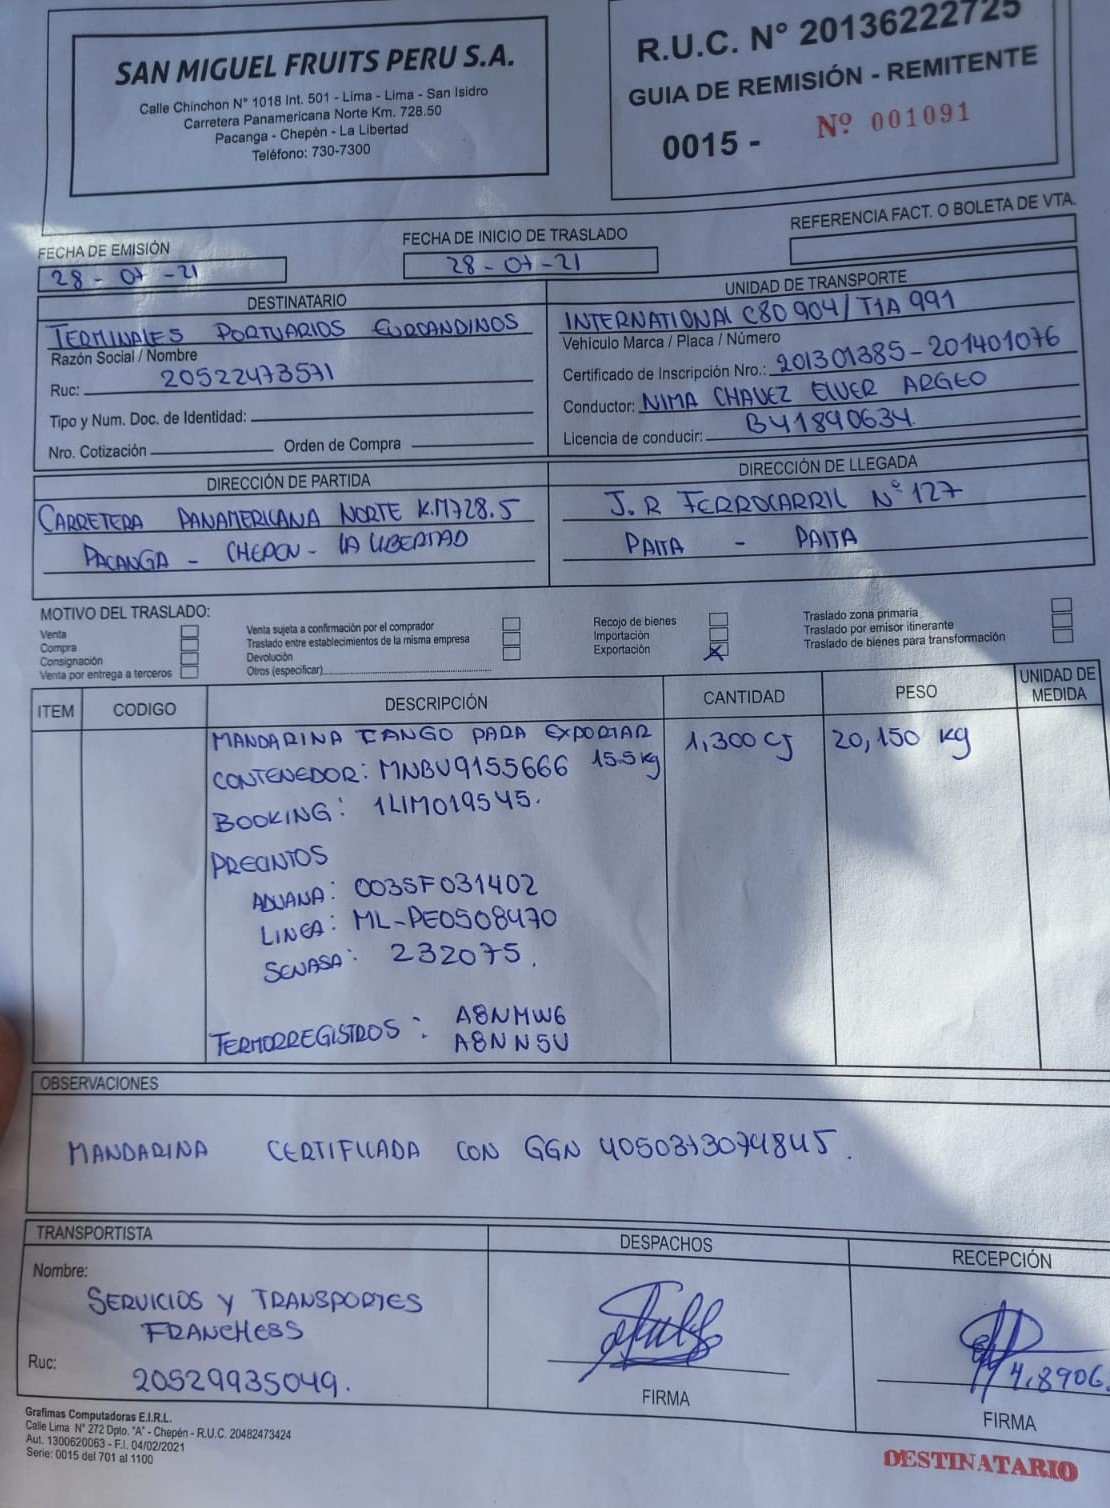 SAN MIGUEL FRUITS PERU S.A.
Calle Chinchon N° 1018 Int. 501 - Lima - Lima - San Isidro
Carretera Panamericana Norte Km. 728.50
Pacanga - Chepén - La Libertad
Teléfono: 730-7300
R.U.C. N° 20136222725
GUIA DE REMISIÓN - REMITENTE
0015 - Nº 001091
FECHA DE EMISIÓN
28-07-21
FECHA DE INICIO DE TRASLADO
28-07-21
REFERENCIA FACT. O BOLETA DE VTA.
DESTINATARIO
TERMINALES PORTUARIOS EUROANDINOS
Razón Social / Nombre
Ruc: 20522473571
Tipo y Num. Doc. de Identidad:
Nro. Cotización Orden de Compra
UNIDAD DE TRANSPORTE
INTERNATIONAL C80 904/T1A 991
Vehículo Marca / Placa / Número
Certificado de Inscripción Nro.: 201301385-201401076
Conductor: NIMA CHAVEZ ELVER ARGEO
Licencia de conducir: B41890634
DIRECCIÓN DE PARTIDA
CARRETERA PANAMERICANA NORTE K.M728.5
PACANGA - CHEPEN - LA LIBERTAD
DIRECCIÓN DE LLEGADA
J.R FERROCARRIL N° 127
PAITA - PAITA
MOTIVO DEL TRASLADO:
Venta
Compra
Consignación
Venta por entrega a terceros
Venta sujeta a confirmación por el comprador
Traslado entre establecimientos de la misma empresa
Devolución
Otros (especificar)
Recojo de bienes
Importación
Exportación X
Traslado zona primaria
Traslado por emisor itinerante
Traslado de bienes para transformación
ITEM CODIGO DESCRIPCIÓN CANTIDAD PESO UNIDAD DE MEDIDA
MANDARINA TANGO PARA EXPORTAR 1,300 CJ 20,150 kg
CONTENEDOR: MNBU9155666 15.5kg
BOOKING: 1LIM019545.
PRECINTOS
ADUANA: 003SF031402
LINEA: ML-PE0508470
SENASA: 232075.
TERMORREGISTROS: A8NMW6
A8NN5U
OBSERVACIONES
MANDARINA CERTIFICADA CON GGN 4050373074845.
TRANSPORTISTA
Nombre:
SERVICIOS Y TRANSPORTES
FRANCHESS
Ruc:
20529935049.
DESPACHOS
FIRMA
RECEPCIÓN
FIRMA
Grafimas Computadoras E.I.R.L.
Calle Lima N° 272 Dpto. "A" - Chepén - R.U.C. 20482473424
Aut. 1300620063 - F.I. 04/02/2021
Serie: 0015 del 701 al 1100
DESTINATARIO